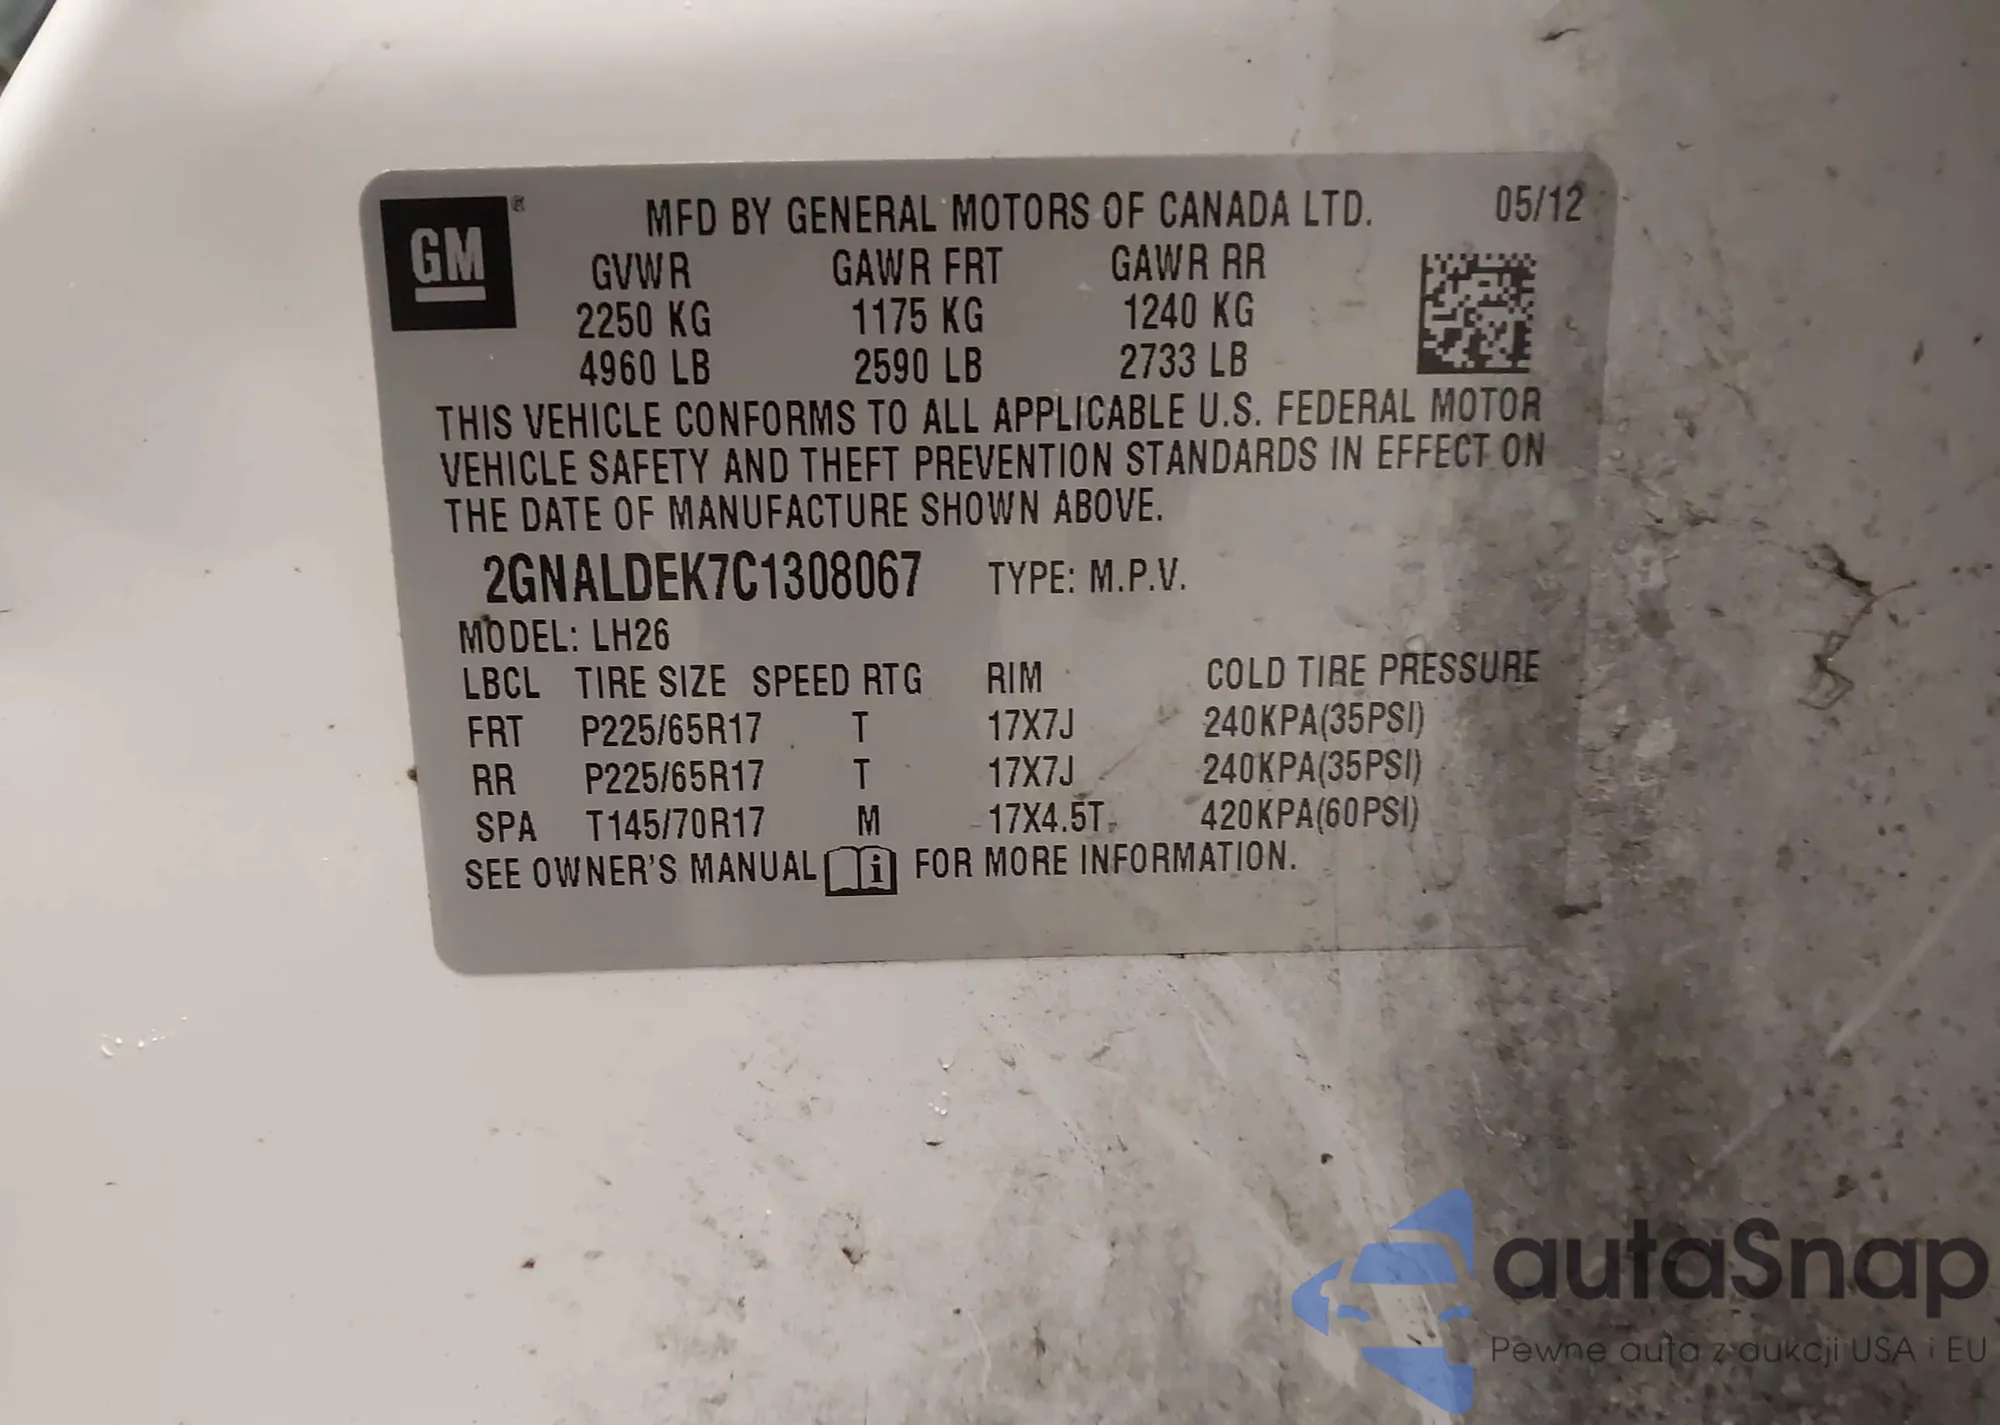 GM ®
MFD BY GENERAL MOTORS OF CANADA LTD. 05/12
GVWR GAWR FRT GAWR RR
2250 KG 1175 KG 1240 KG
4960 LB 2590 LB 2733 LB
THIS VEHICLE CONFORMS TO ALL APPLICABLE U.S. FEDERAL MOTOR
VEHICLE SAFETY AND THEFT PREVENTION STANDARDS IN EFFECT ON
THE DATE OF MANUFACTURE SHOWN ABOVE.
2GNALDEK7C1308067 TYPE: M.P.V.
MODEL: LH26
LBCL TIRE SIZE SPEED RTG RIM COLD TIRE PRESSURE
FRT P225/65R17 T 17X7J 240KPA(35PSI)
RR P225/65R17 T 17X7J 240KPA(35PSI)
SPA T145/70R17 M 17X4.5T 420KPA(60PSI)
SEE OWNER'S MANUAL i FOR MORE INFORMATION.
autaSnap
Pewne auta z aukcji USA i EU